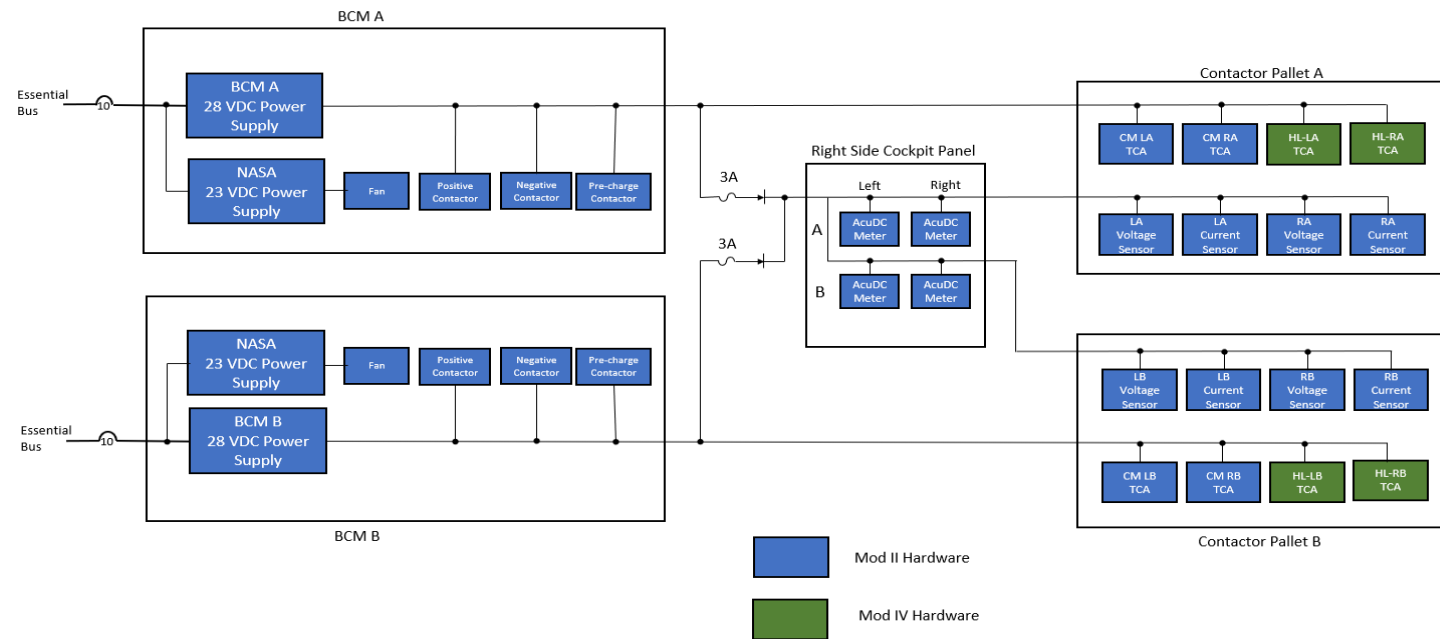 BCM A
Essential
Bus
10
BCM A
28 VDC Power
Supply
NASA
23 VDC Power
Supply
Fan
Positive
Contactor
Negative
Contactor
Pre-charge
Contactor
3A
3A
Right Side Cockpit Panel
Left
Right
A
AcuDC
Meter
AcuDC
Meter
B
AcuDC
Meter
AcuDC
Meter
Contactor Pallet A
CM LA
TCA
CM RA
TCA
HL-LA
TCA
HL-RA
TCA
LA
Voltage
Sensor
LA
Current
Sensor
RA
Voltage
Sensor
RA
Current
Sensor
NASA
23 VDC Power
Supply
Fan
Positive
Contactor
Negative
Contactor
Pre-charge
Contactor
Essential
Bus
10
BCM B
28 VDC Power
Supply
BCM B
LB
Voltage
Sensor
LB
Current
Sensor
RB
Voltage
Sensor
RB
Current
Sensor
CM LB
TCA
CM RB
TCA
HL-LB
TCA
HL-RB
TCA
Contactor Pallet B
Mod II Hardware
Mod IV Hardware